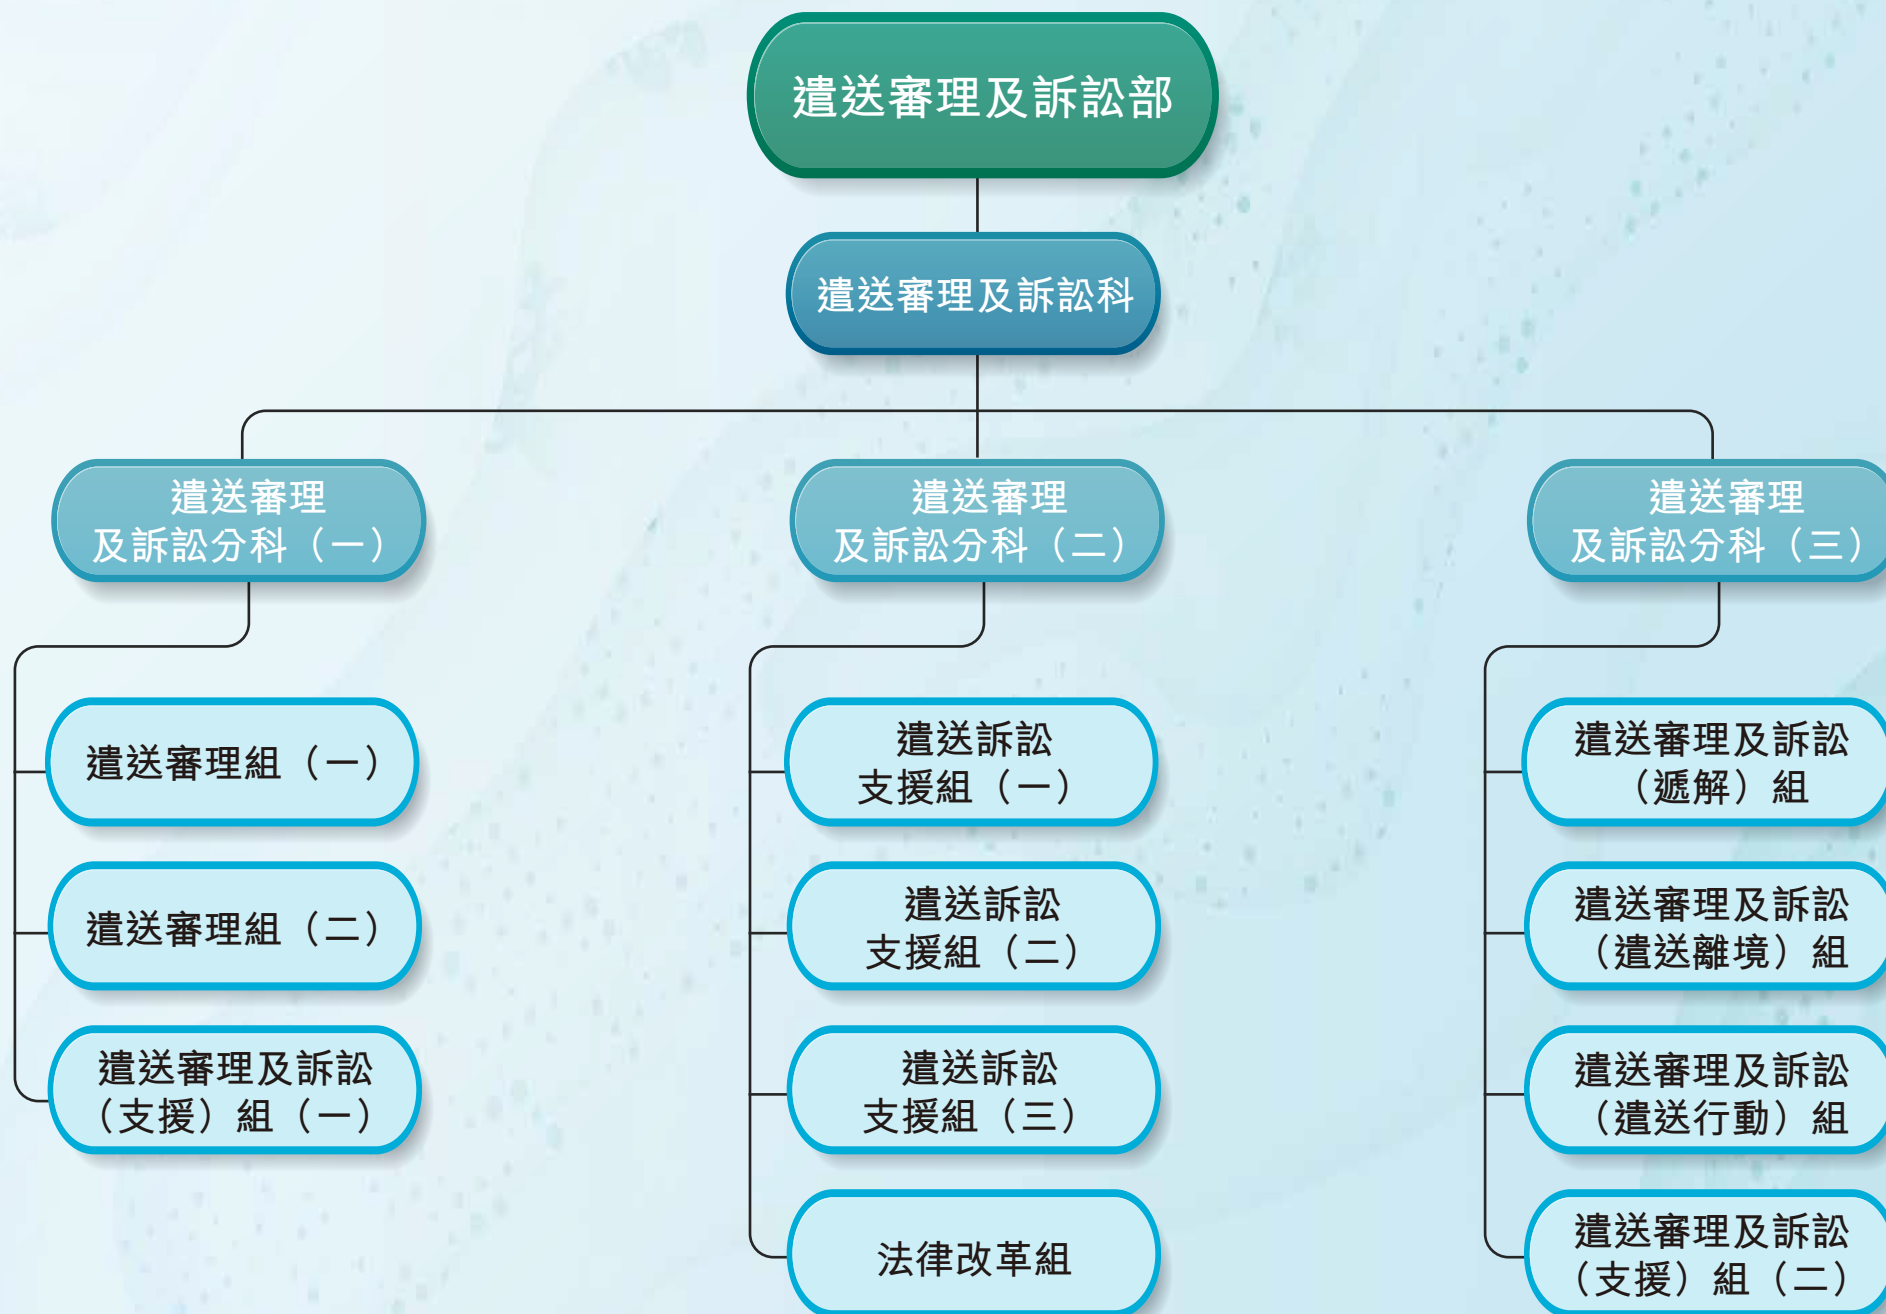 遣送審理及訴訟部
遣送審理及訴訟科
遣送審理
及訴訟分科（一）
遣送審理組（一）
遣送審理組（二）
遣送審理及訴訟
（支援）組（一）
遣送審理
及訴訟分科（二）
遣送訴訟
支援組（一）
遣送訴訟
支援組（二）
遣送訴訟
支援組（三）
法律改革組
遣送審理
及訴訟分科（三）
遣送審理及訴訟
（遞解）組
遣送審理及訴訟
（遣送離境）組
遣送審理及訴訟
（遣送行動）組
遣送審理及訴訟
（支援）組（二）